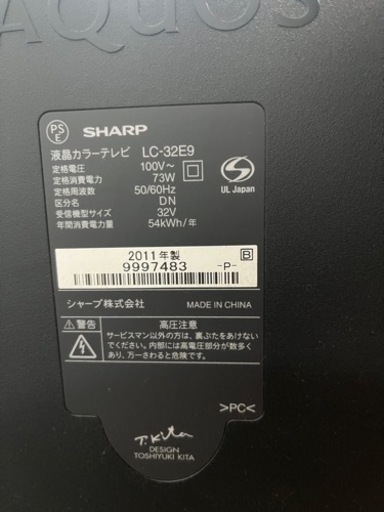 AQUOS
PS
E
SHARP
液晶カラーテレビ LC-32E9
定格電圧 100V~
定格消費電力 73W
定格周波数 50/60Hz
区分名 DN
受信機型サイズ 32V
年間消費電力量 54kWh/年
UL Japan
2011年製 B
9997483 -P-
シャープ株式会社 MADE IN CHINA
警告 高圧注意
サービスマン以外の方は、裏ぶたをあけないで
ください。内部には高電圧部分が数多く
あり、万一さわると危険です。
>PC<
T.Kita
DESIGN
TOSHIYUKI KITA